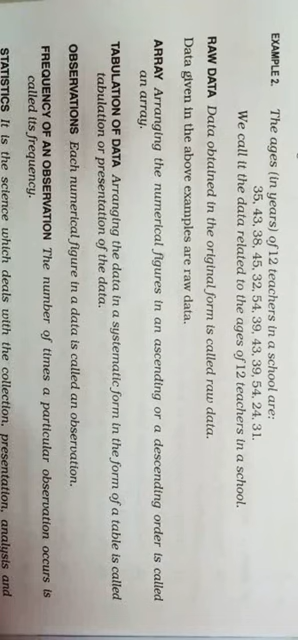 EXAMPLE 2. The ages (in years) of 12 teachers in a school are:
35, 43, 38, 45, 32, 54, 39, 43, 39, 54, 24, 31.
We call it the data related to the ages of 12 teachers in a school.
RAW DATA Data obtained in the original form is called raw data.
Data given in the above examples are raw data.
ARRAY Arranging the numerical figures in an ascending or a descending order is called
an array.
TABULATION OF DATA Arranging the data in a systematic form in the form of a table is called
tabulation or presentation of the data.
OBSERVATIONS Each numerical figure in a data is called an observation.
FREQUENCY OF AN OBSERVATION The number of times a particular observation occurs is
called its frequency.
STATISTICS It is the science which deals with the collection, presentation, analysis and